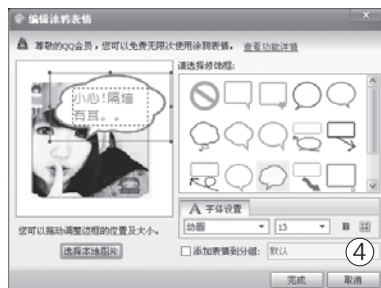 编辑涂鸦表情
尊敬的QQ会员，您可以免费无限次使用涂鸦表情。 查看功能详情
请选择修饰框：
小心！隔墙
有耳。。
您可以拖动调整边框的位置及大小。
选择本地图片
A 字体设置
幼圆 13 B
添加表情到分组： 默认
④
完成 取消